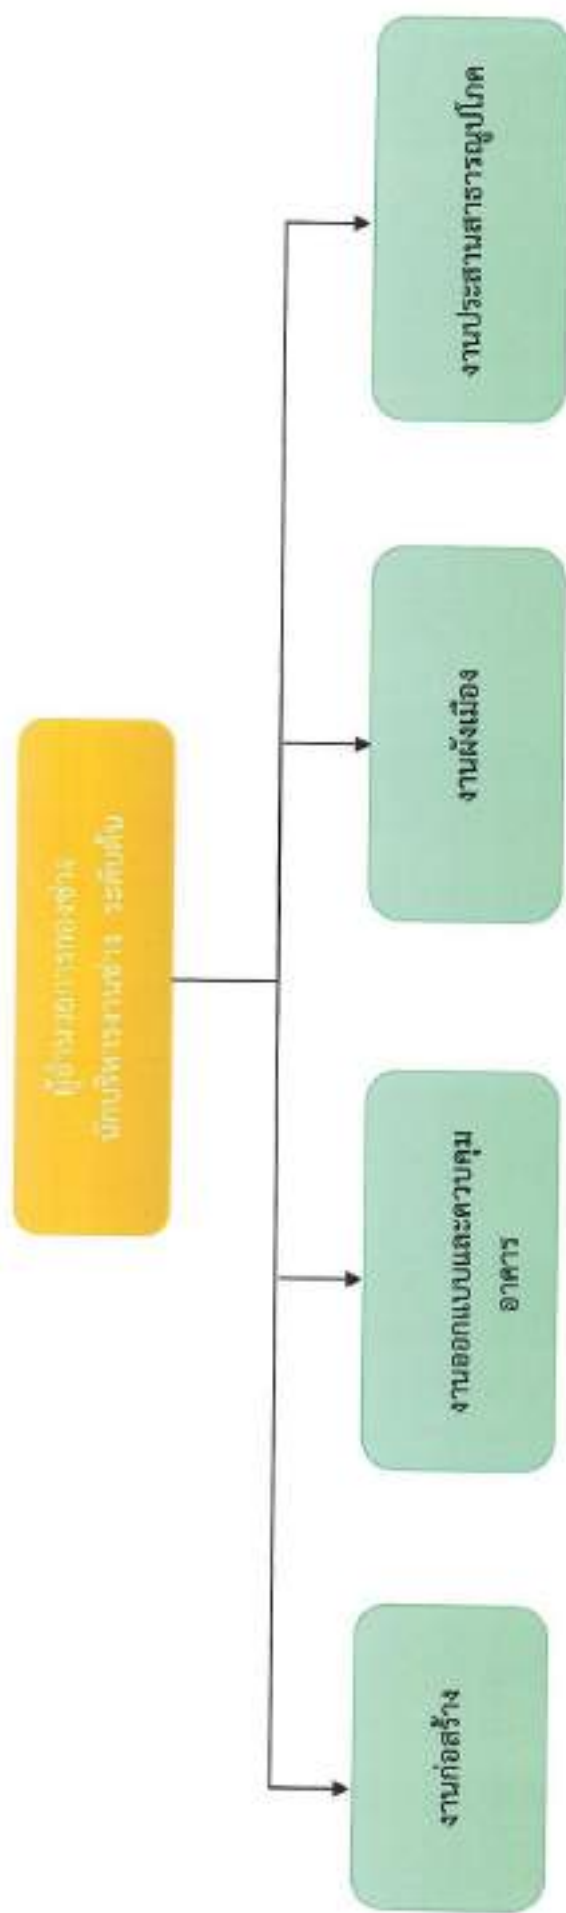 ผู้อำนวยการกองช่าง
นักบริหารงานช่าง ระดับต้น
งานก่อสร้าง
งานออกแบบและควบคุม
อาคาร
งานผังเมือง
งานประสานสาธารณูปโภค